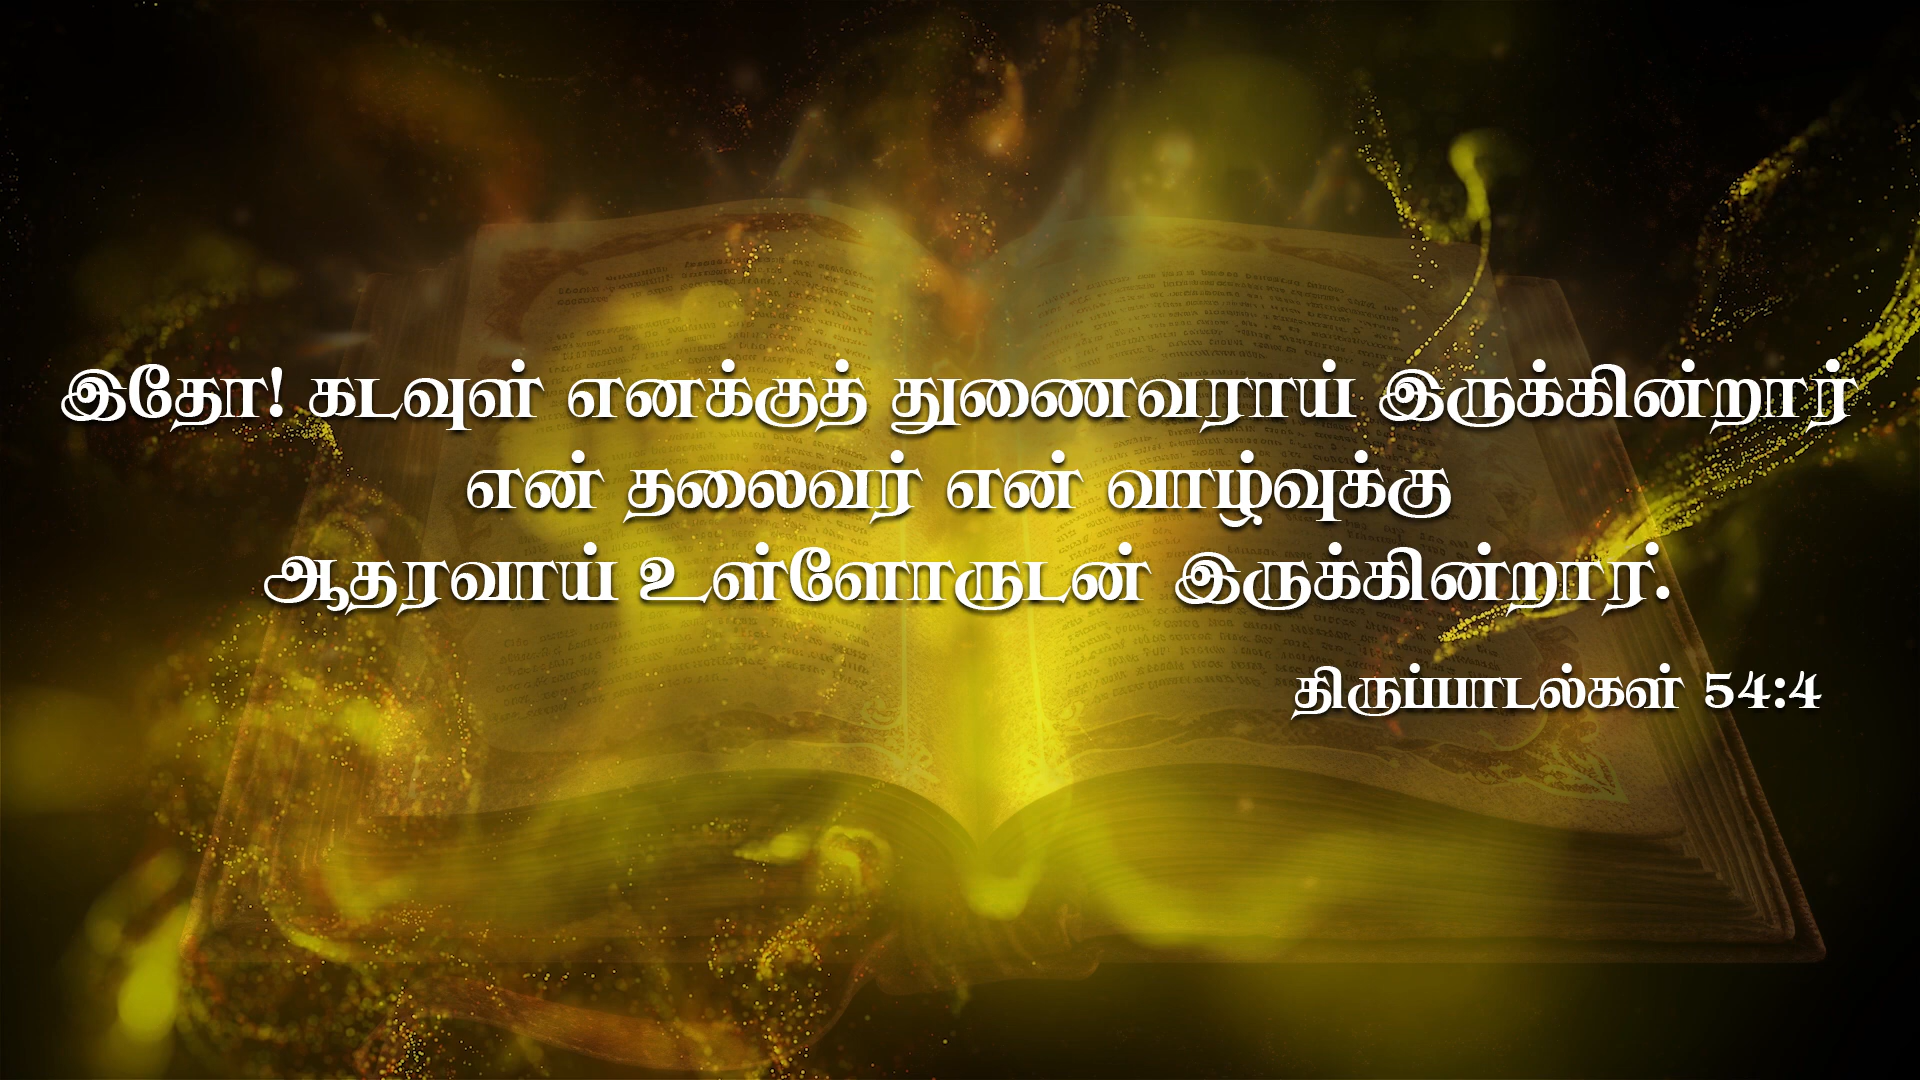 இதோ! கடவுள் எனக்குத் துணைவராய் இருக்கின்றார்
என் தலைவர் என் வாழ்வுக்கு
ஆதரவாய் உள்ளோருடன் இருக்கின்றார்.
திருப்பாடல்கள் 54:4